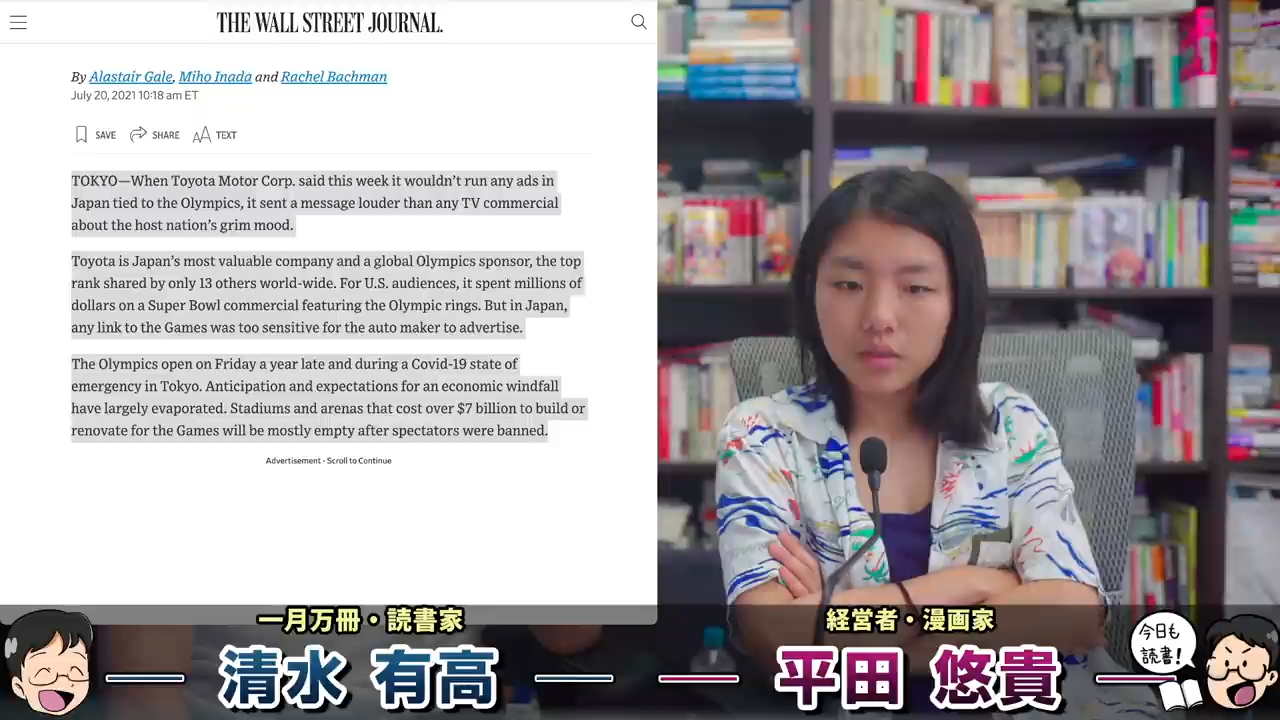 THE WALL STREET JOURNAL.
By Alastair Gale, Miho Inada and Rachel Bachman
July 20, 2021 10:18 am ET
SAVE SHARE TEXT
TOKYO—When Toyota Motor Corp. said this week it wouldn't run any ads in
Japan tied to the Olympics, it sent a message louder than any TV commercial
about the host nation's grim mood.
Toyota is Japan's most valuable company and a global Olympics sponsor, the top
rank shared by only 13 others world-wide. For U.S. audiences, it spent millions of
dollars on a Super Bowl commercial featuring the Olympic rings. But in Japan,
any link to the Games was too sensitive for the auto maker to advertise.
The Olympics open on Friday a year late and during a Covid-19 state of
emergency in Tokyo. Anticipation and expectations for an economic windfall
have largely evaporated. Stadiums and arenas that cost over $7 billion to build or
renovate for the Games will be mostly empty after spectators were banned.
Advertisement - Scroll to Continue
一月万冊・読書家
清水 有高
経営者・漫画家
平田 悠貴
今日も
読書!